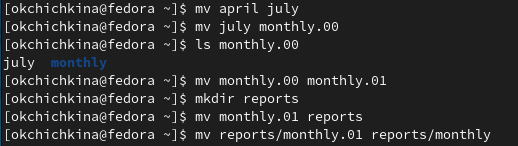 [okchichkina@fedora ~]$ mv april july
[okchichkina@fedora ~]$ mv july monthly.00
[okchichkina@fedora ~]$ ls monthly.00
july  monthly
[okchichkina@fedora ~]$ mv monthly.00 monthly.01
[okchichkina@fedora ~]$ mkdir reports
[okchichkina@fedora ~]$ mv monthly.01 reports
[okchichkina@fedora ~]$ mv reports/monthly.01 reports/monthly